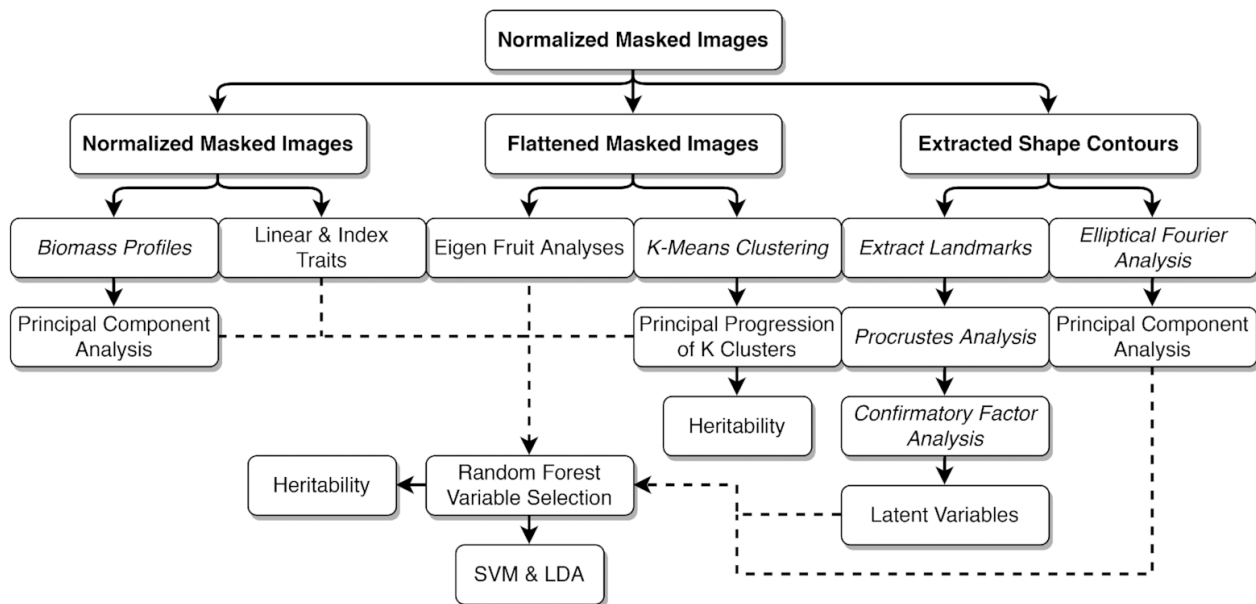 Normalized Masked Images
Normalized Masked Images
Flattened Masked Images
Extracted Shape Contours
Biomass Profiles
Linear & Index
Traits
Eigen Fruit Analyses
K-Means Clustering
Extract Landmarks
Elliptical Fourier
Analysis
Principal Component
Analysis
Principal Progression
of K Clusters
Procrustes Analysis
Principal Component
Analysis
Heritability
Confirmatory Factor
Analysis
Heritability
Random Forest
Variable Selection
Latent Variables
SVM & LDA